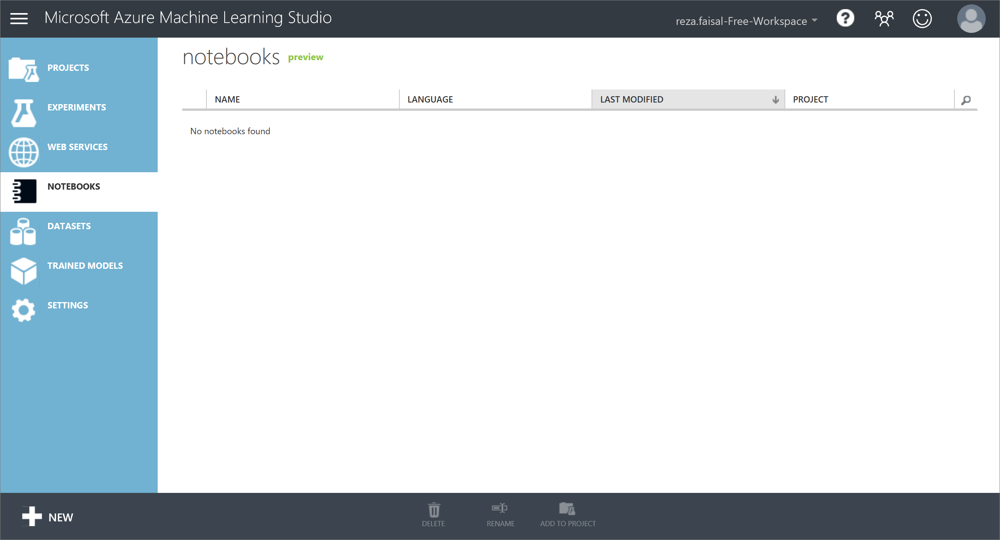 Microsoft Azure Machine Learning Studio
reza.faisal-Free-Workspace
?
PROJECTS
EXPERIMENTS
WEB SERVICES
NOTEBOOKS
DATASETS
TRAINED MODELS
SETTINGS
notebooks preview
NAME LANGUAGE LAST MODIFIED PROJECT
No notebooks found
NEW
DELETE RENAME ADD TO PROJECT